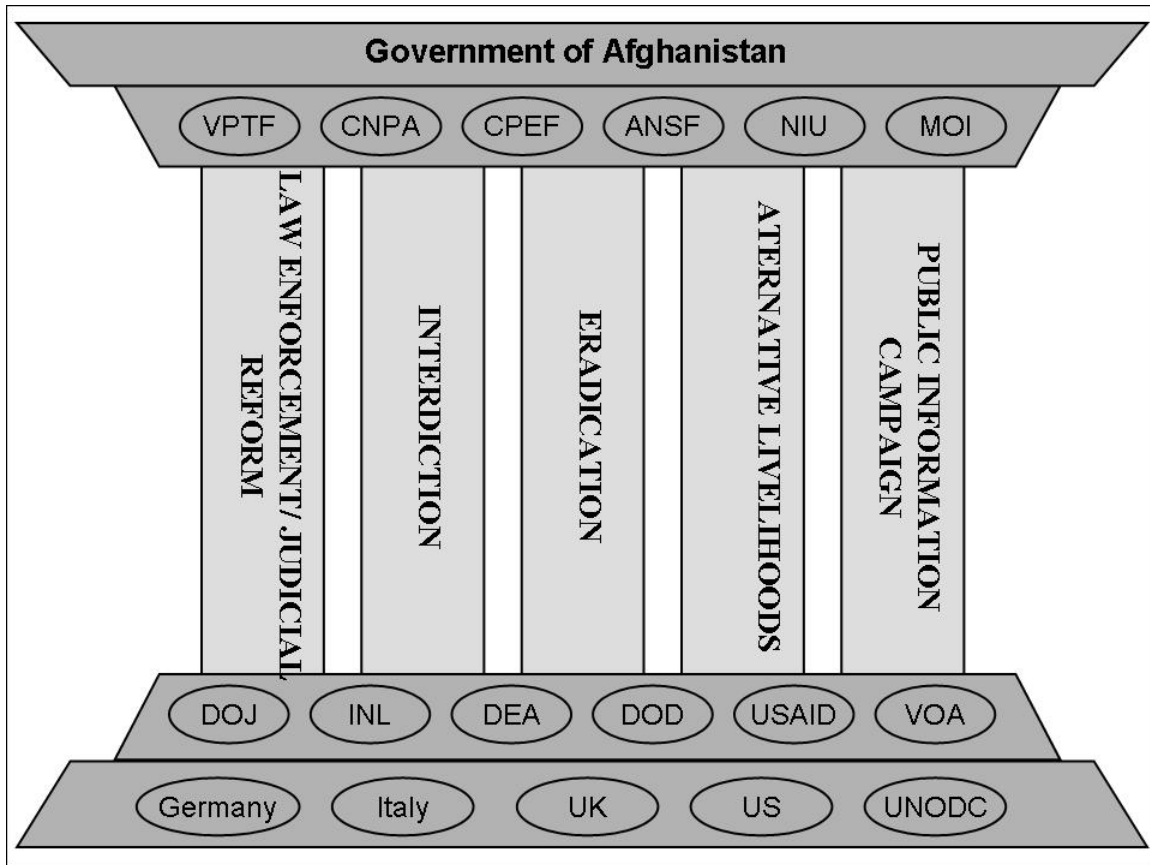 Government of Afghanistan
VPTF CNPA CPEF ANSF NIU MOI
LAW ENFORCEMENT/ JUDICIAL
REFORM
INTERDICTION
ERADICATION
ATERNATIVE LIVELIHOODS
PUBLIC INFORMATION
CAMPAIGN
DOJ INL DEA DOD USAID VOA
Germany Italy UK US UNODC